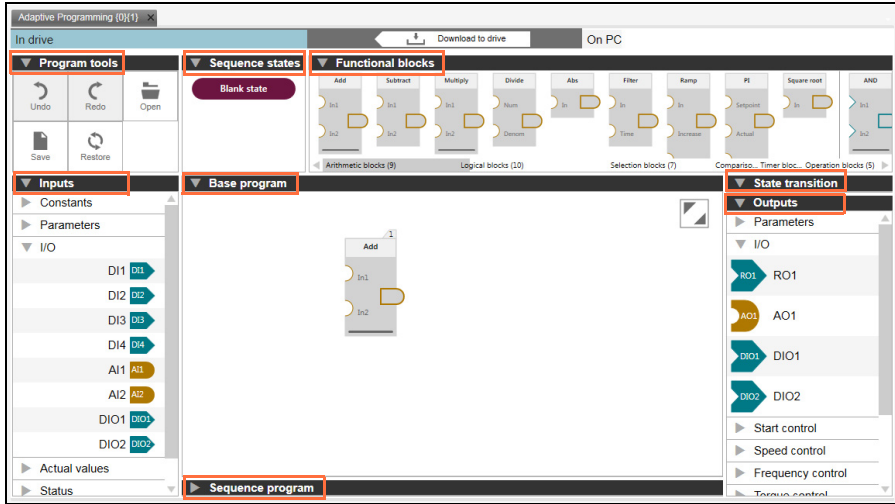 Adaptive Programming {0}{1} ×
In drive
Download to drive
On PC
Program tools
Undo
Redo
Open
Save
Restore
Sequence states
Blank state
Functional blocks
Add
In1
In2
Subtract
In1
In2
Multiply
In1
In2
Divide
Num
Denom
Abs
In
Filter
In
Time
Ramp
In
Increase
PI
Setpoint
Actual
Square root
In
AND
In1
In2
Arithmetic blocks (9)
Logical blocks (10)
Selection blocks (7)
Compariso...
Timer bloc...
Operation blocks (5)
Inputs
Constants
Parameters
I/O
DI1 DI1
DI2 DI2
DI3 DI3
DI4 DI4
AI1 AI1
AI2 AI2
DIO1 DIO1
DIO2 DIO2
Actual values
Status
Base program
1
Add
In1
In2
Sequence program
State transition
Outputs
Parameters
I/O
RO1 RO1
AO1 AO1
DIO1 DIO1
DIO2 DIO2
Start control
Speed control
Frequency control
Torque control